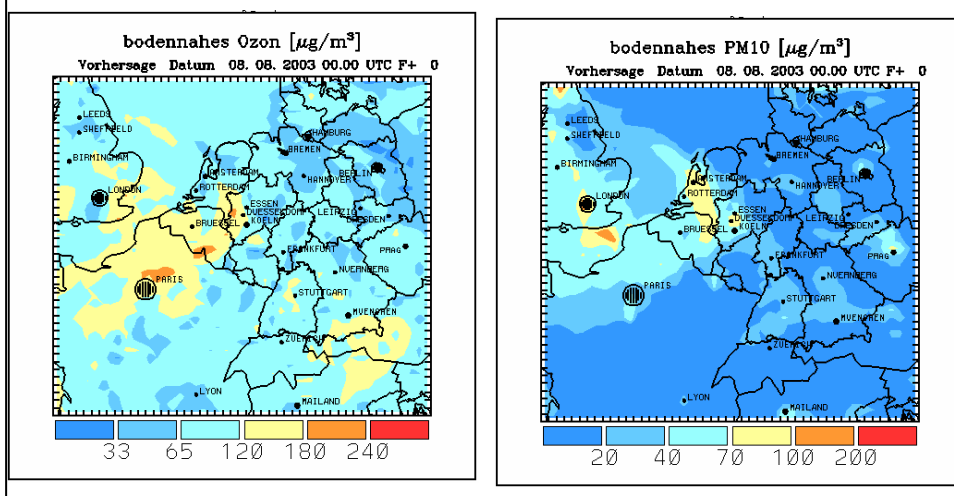 bodennahes Ozon [µg/m³]
Vorhersage Datum 08. 08. 2003 00.00 UTC F+ 0
LEEDS
SHEFFIELD
HAMBURG
BREMEN
BIRMINGHAM
AMSTERDAM
HANNOVER
BERLIN
LONDON
ROTTERDAM
ESSEN
DUESSELDORF
LEIPZIG
BRUESSEL
KOELN
DRESDEN
FRANKFURT
PRAG
PARIS
NUERNBERG
STUTTGART
MUENCHEN
ZUERICH
LYON
MAILAND
33 65 120 180 240
bodennahes PM10 [µg/m³]
Vorhersage Datum 08. 08. 2003 00.00 UTC F+ 0
LEEDS
SHEFFIELD
HAMBURG
BREMEN
BIRMINGHAM
AMSTERDAM
HANNOVER
BERLIN
LONDON
ROTTERDAM
ESSEN
DUESSELDORF
LEIPZIG
BRUESSEL
KOELN
DRESDEN
FRANKFURT
PRAG
PARIS
NUERNBERG
STUTTGART
MUENCHEN
ZUERICH
LYON
MAILAND
20 40 70 100 200